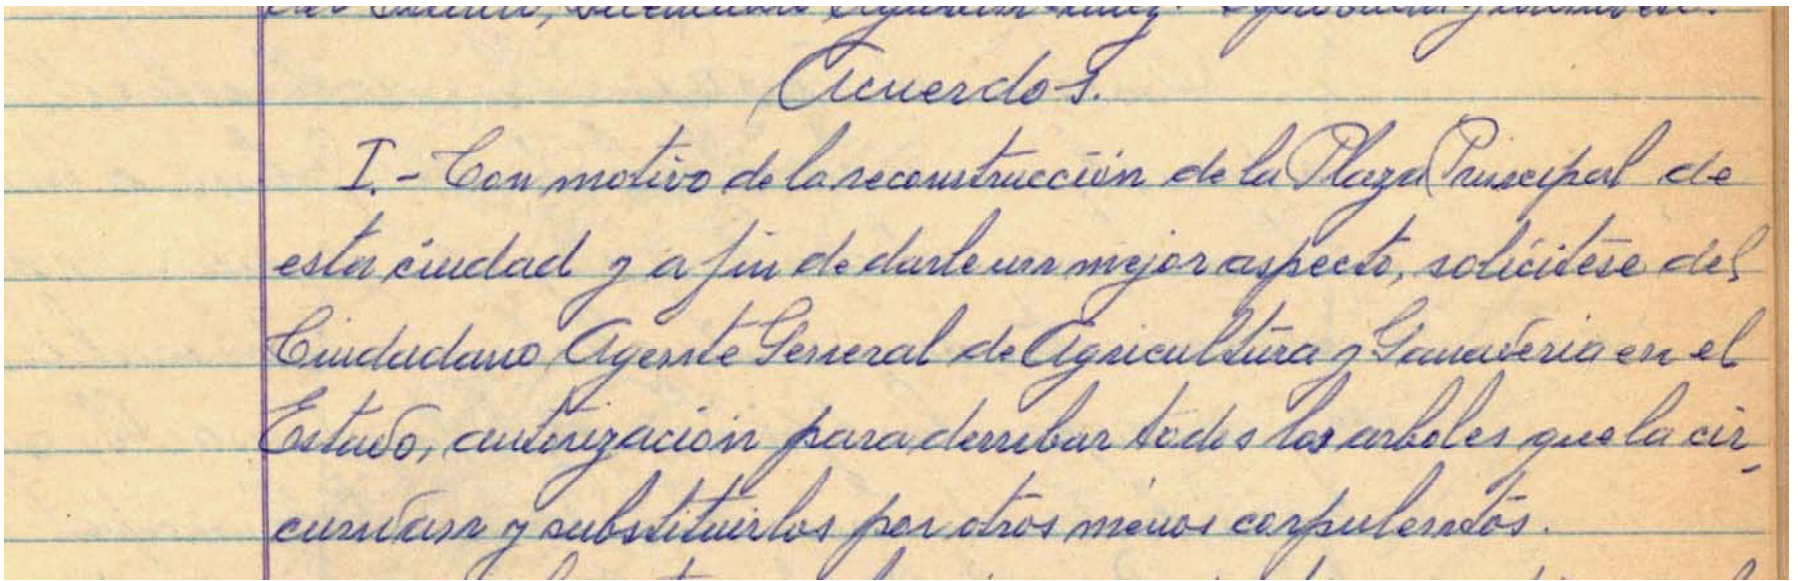 Acuerdos.
I.- Con motivo de la reconstrucción de la Plaza Principal de
esta ciudad y a fin de darle un mejor aspecto, solicítese del
Ciudadano Agente General de Agricultura y Ganadería en el
Estado, autorización para derribar todos los arboles que la cir-
cundan y substituirlos por otros menos corpulentos.